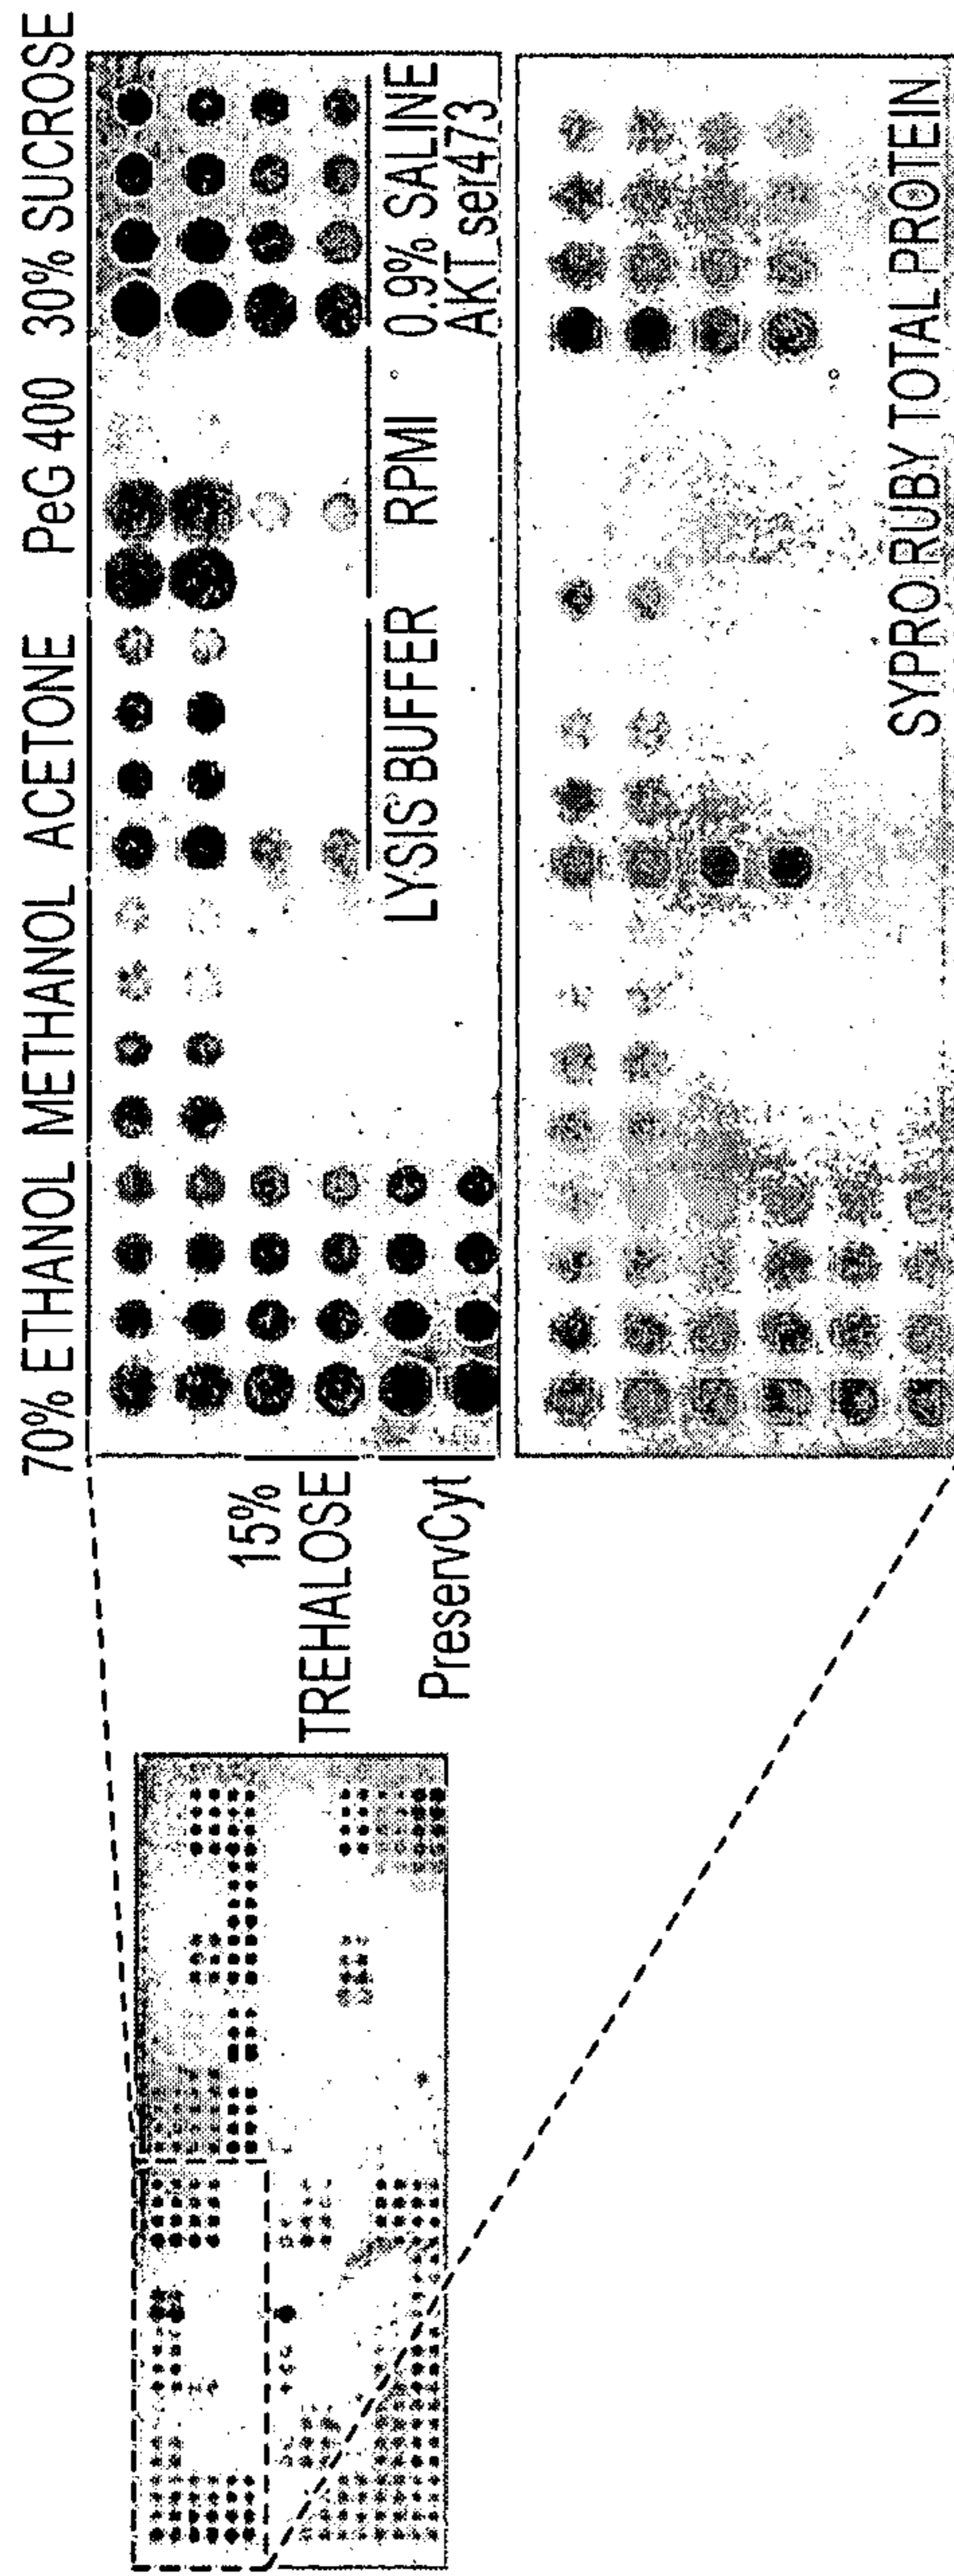 70% ETHANOL METHANOL ACETONE PeG 400 30% SUCROSE
15%
TREHALOSE
PreservCyt
LYSIS BUFFER RPMI 0.9% SALINE
AKT ser473
SYPRO RUBY TOTAL PROTEIN